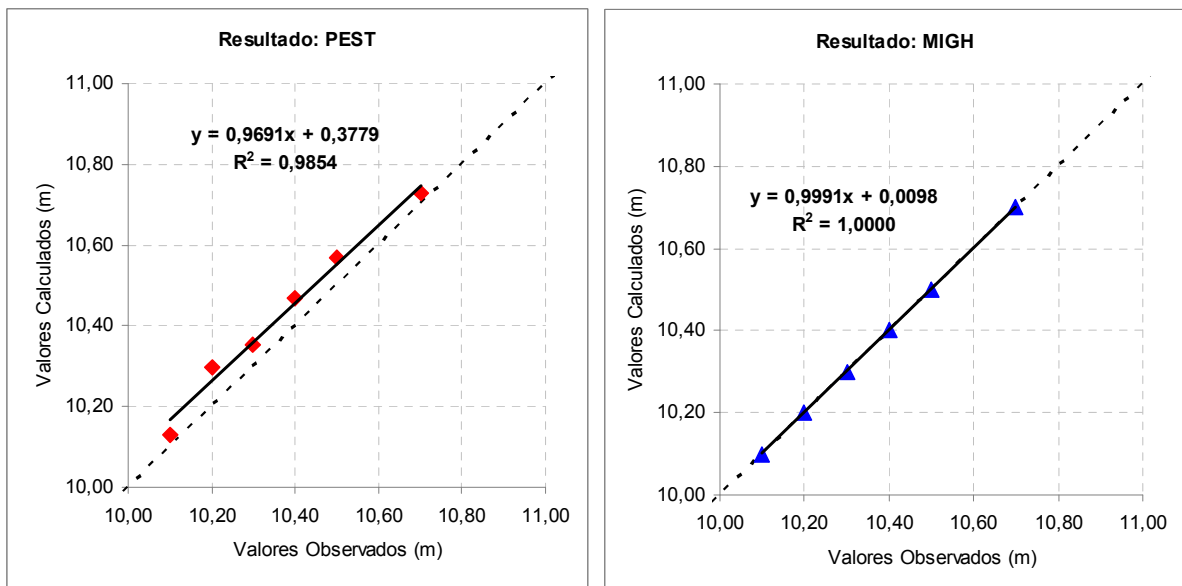 Resultado: PEST
11,00
10,80
10,60
10,40
10,20
10,00
Valores Calculados (m)
y = 0,9691x + 0,3779
R² = 0,9854
10,00 10,20 10,40 10,60 10,80 11,00
Valores Observados (m)
Resultado: MIGH
11,00
10,80
10,60
10,40
10,20
10,00
Valores Calculados (m)
y = 0,9991x + 0,0098
R² = 1,0000
10,00 10,20 10,40 10,60 10,80 11,00
Valores Observados (m)